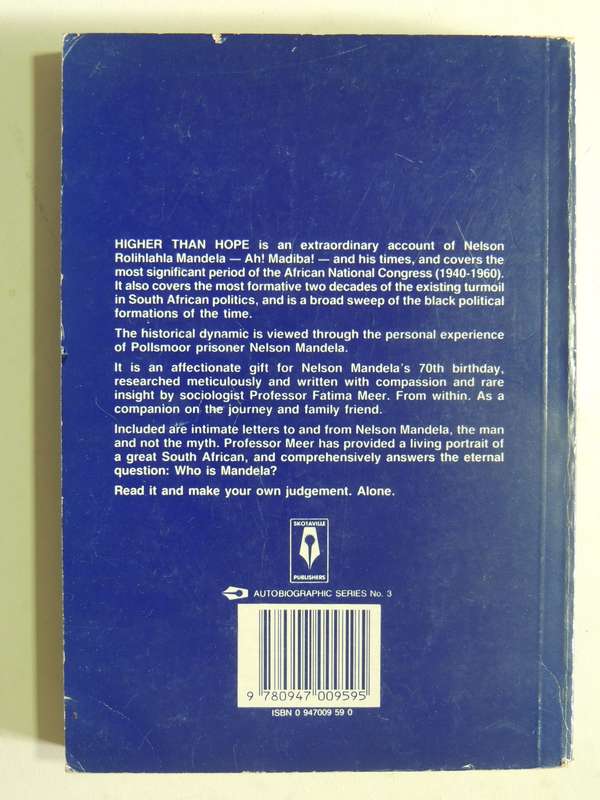 HIGHER THAN HOPE is an extraordinary account of Nelson
Rolihlahla Mandela — Ah! Madiba! — and his times, and covers the
most significant period of the African National Congress (1940-1960).
It also covers the most formative two decades of the existing turmoil
in South African politics, and is a broad sweep of the black political
formations of the time.
The historical dynamic is viewed through the personal experience
of Pollsmoor prisoner Nelson Mandela.
It is an affectionate gift for Nelson Mandela's 70th birthday,
researched meticulously and written with compassion and rare
insight by sociologist Professor Fatima Meer. From within. As a
companion on the journey and family friend.
Included are intimate letters to and from Nelson Mandela, the man
and not the myth. Professor Meer has provided a living portrait of
a great South African, and comprehensively answers the eternal
question: Who is Mandela?
Read it and make your own judgement. Alone.
SKOTAVILLE
PUBLISHERS
AUTOBIOGRAPHIC SERIES No. 3
9 780947 009595
ISBN 0 947009 59 0